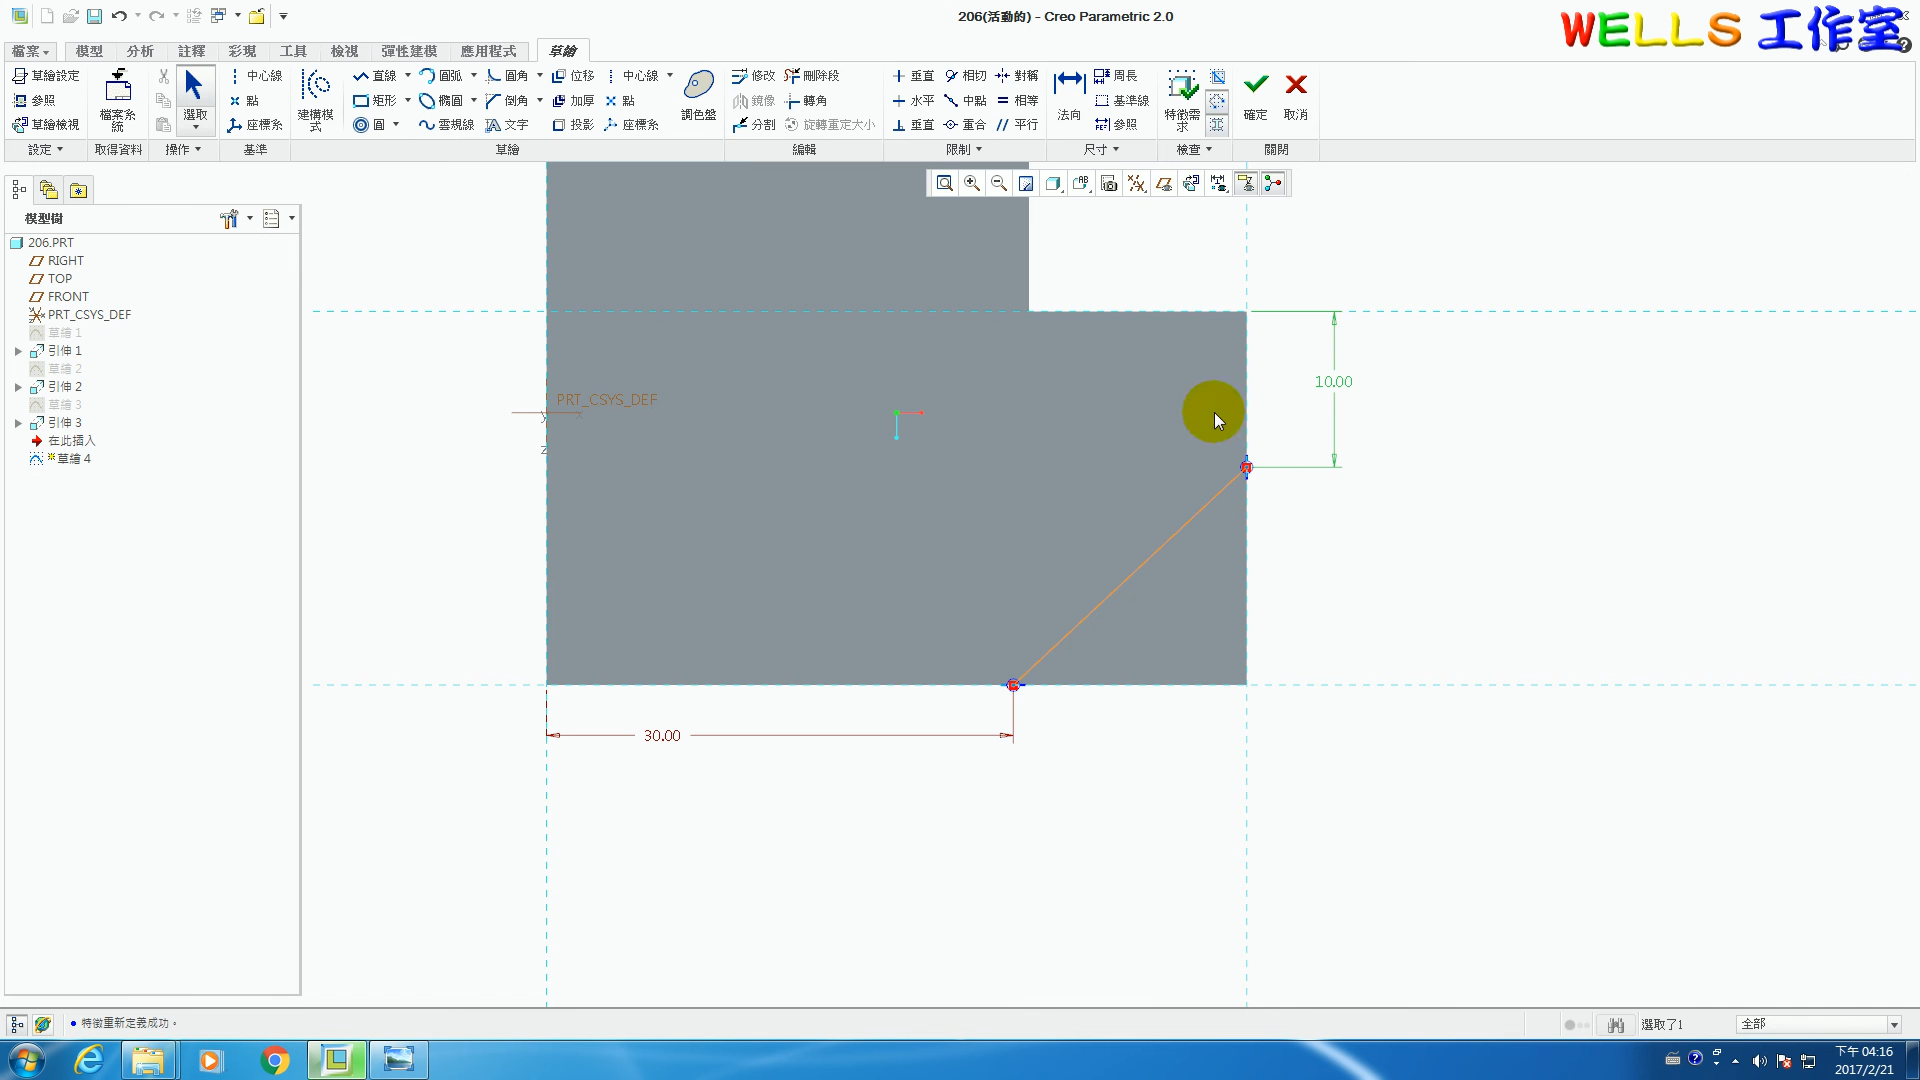 206(活動的) - Creo Parametric 2.0
WELLS 工作室
檔案 模型 分析 註釋 彩現 工具 檢視 彈性建模 應用程式 草繪
草繪設定 中心線 直線 圓弧 圓角 位移 中心線 修改 刪除段 垂直 相切 對稱 周長
參照 點 矩形 橢圓 倒角 加厚 點 鏡像 轉角 水平 中點 相等 基準線
草繪檢視 座標系 圓 雲規線 文字 投影 座標系 分割 旋轉重定大小 垂直 重合 平行 參照
檔案系統 選取 建構模式 調色盤 法向 特徵需求 確定 取消
設定 取得資料 操作 基準 草繪 編輯 限制 尺寸 檢查 關閉
模型樹
206.PRT
RIGHT
TOP
FRONT
PRT_CSYS_DEF
草繪 1
引伸 1
草繪 2
引伸 2
草繪 3
引伸 3
在此插入
草繪 4
10.00
PRT_CSYS_DEF
y x
z
30.00
特徵重新定義成功。
選取了1
全部
下午 04:16
2017/2/21